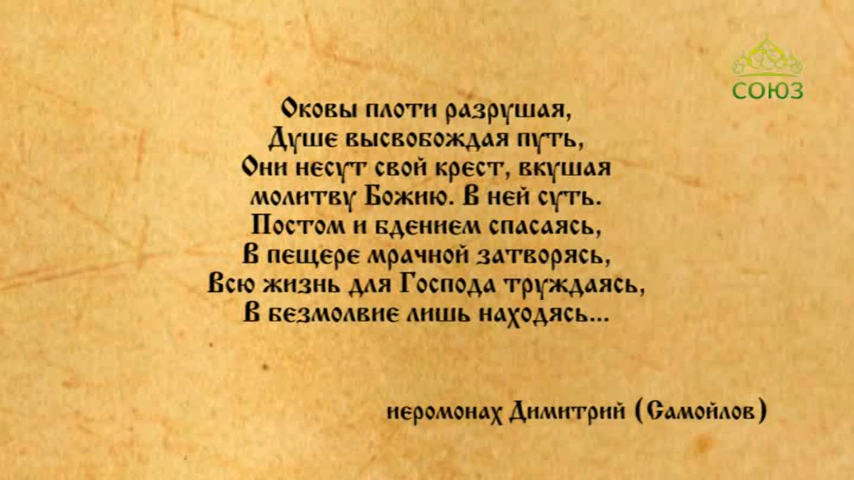 СОЮЗ
Оковы плоти разрушая,
Душе высвобождая путь,
Они несут свой крест, вкушая
молитву Божию. В ней суть.
Постом и бдением спасаясь,
В пещере мрачной затворясь,
Всю жизнь для Господа труждаясь,
В безмолвие лишь находясь...
иеромонах Димитрий (Самойлов)